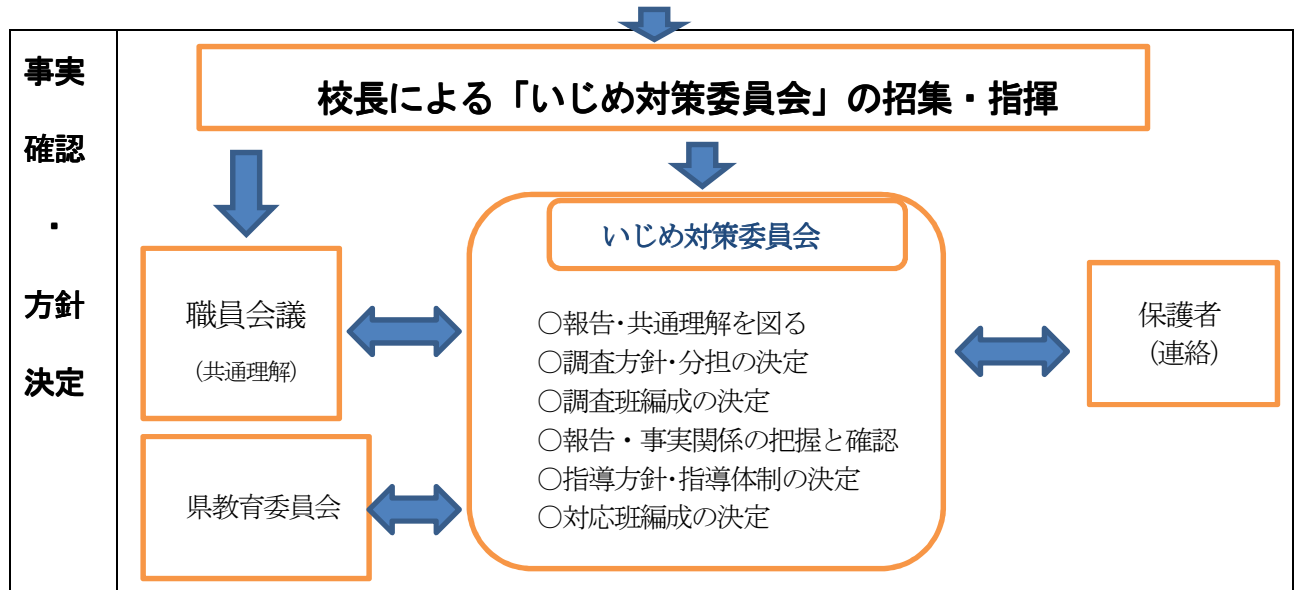 事実
確認
・
方針
決定
校長による「いじめ対策委員会」の招集・指揮
いじめ対策委員会
○報告･共通理解を図る
○調査方針･分担の決定
○調査班編成の決定
○報告・事実関係の把握と確認
○指導方針･指導体制の決定
○対応班編成の決定
職員会議
(共通理解)
県教育委員会
保護者
(連絡)